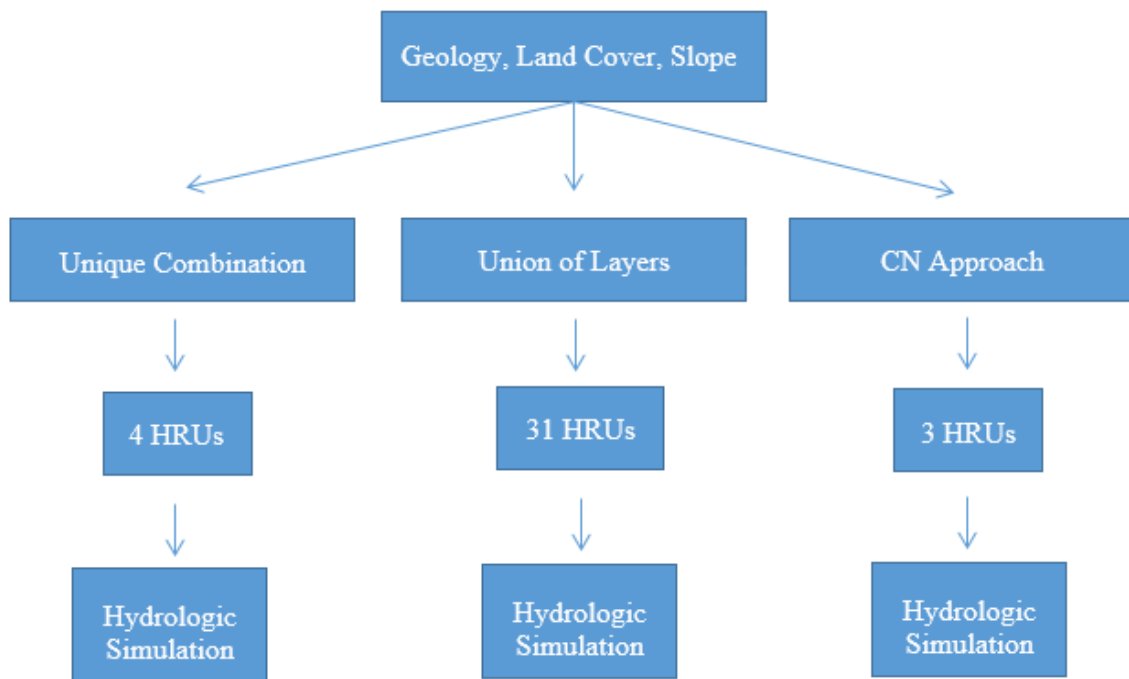 Geology, Land Cover, Slope
Unique Combination
Union of Layers
CN Approach
4 HRUs
31 HRUs
3 HRUs
Hydrologic
Simulation
Hydrologic
Simulation
Hydrologic
Simulation